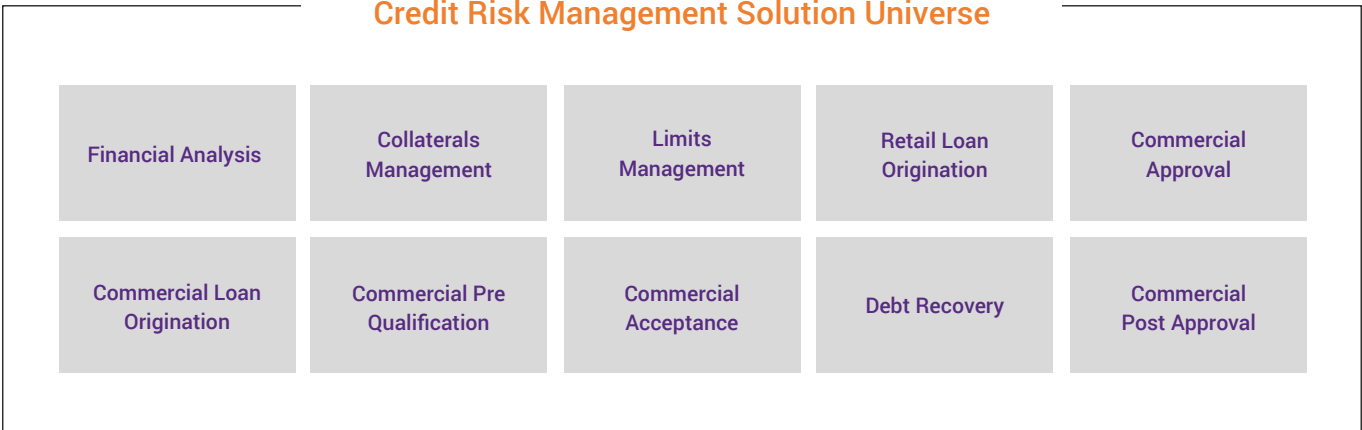 Credit Risk Management Solution Universe
Financial Analysis
Collaterals
Management
Limits
Management
Retail Loan
Origination
Commercial
Approval
Commercial Loan
Origination
Commercial Pre
Qualification
Commercial
Acceptance
Debt Recovery
Commercial
Post Approval